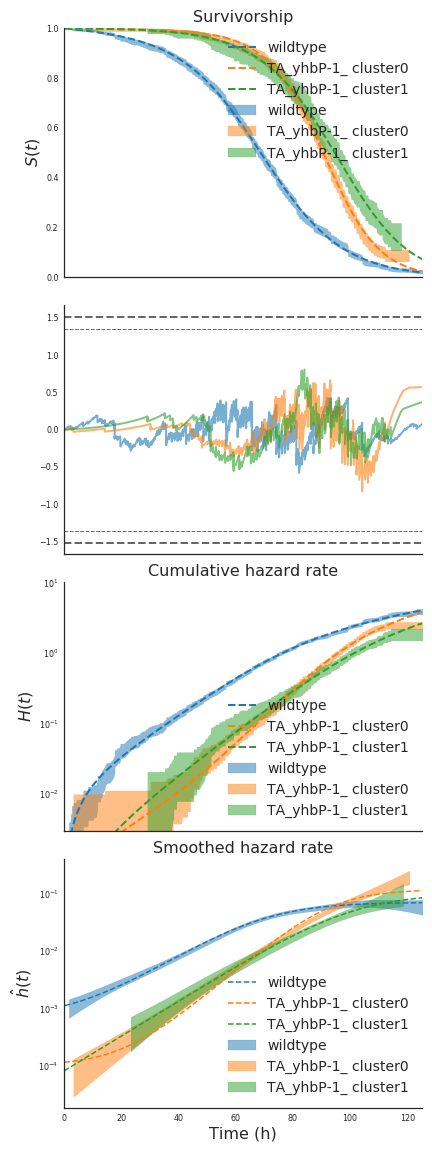 Survivorship
1.0
0.8
0.6
0.4
0.2
0.0
S(t)
wildtype
TA_yhbP-1_ cluster0
TA_yhbP-1_ cluster1
wildtype
TA_yhbP-1_ cluster0
TA_yhbP-1_ cluster1
1.5
1.0
0.5
0.0
−0.5
−1.0
−1.5
Cumulative hazard rate
10¹
10⁰
10⁻¹
10⁻²
H(t)
wildtype
TA_yhbP-1_ cluster0
TA_yhbP-1_ cluster1
wildtype
TA_yhbP-1_ cluster0
TA_yhbP-1_ cluster1
Smoothed hazard rate
10⁻¹
10⁻²
10⁻³
10⁻⁴
ĥ(t)
wildtype
TA_yhbP-1_ cluster0
TA_yhbP-1_ cluster1
wildtype
TA_yhbP-1_ cluster0
TA_yhbP-1_ cluster1
0 20 40 60 80 100 120
Time (h)